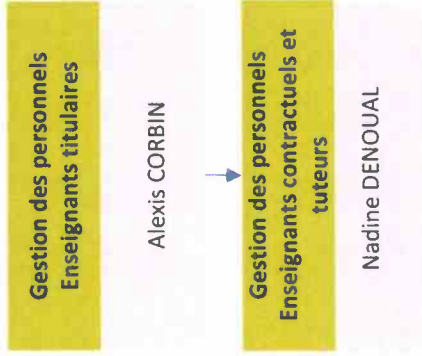 Gestion des personnels
Enseignants titulaires
Alexis CORBIN
Gestion des personnels
Enseignants contractuels et
tuteurs
Nadine DENOUAL